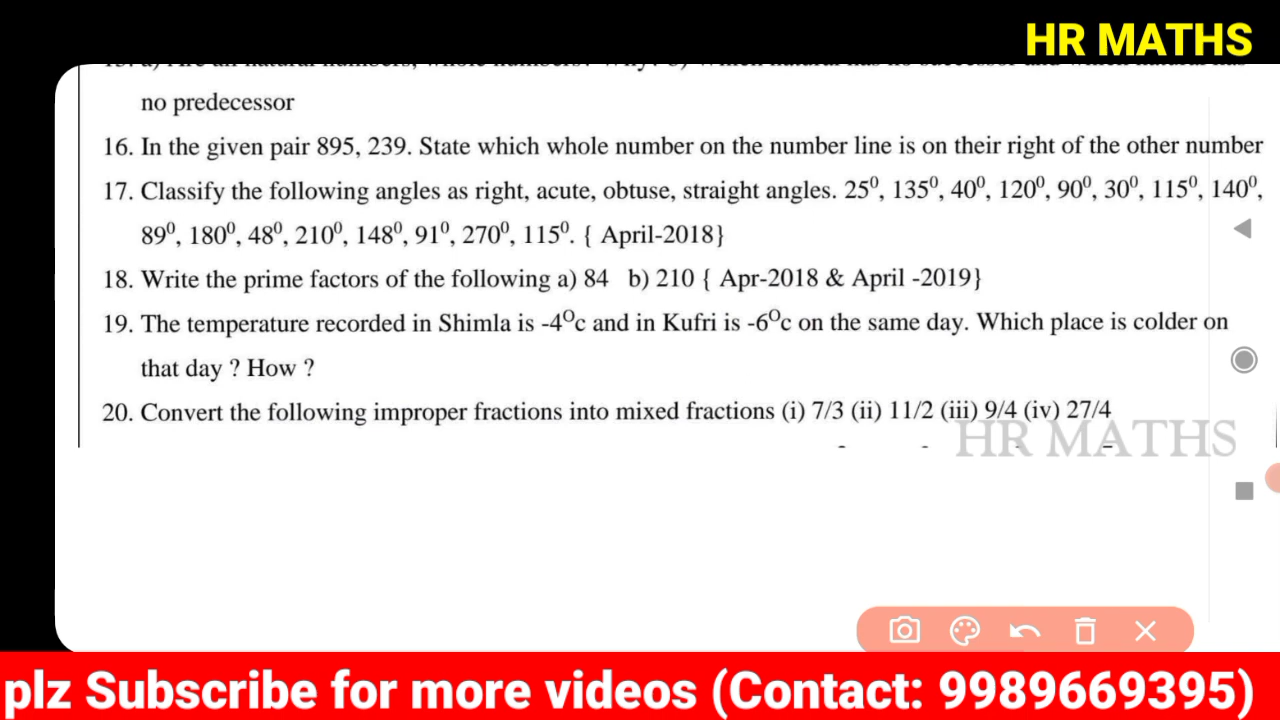 HR MATHS
no predecessor
16. In the given pair 895, 239. State which whole number on the number line is on their right of the other number
17. Classify the following angles as right, acute, obtuse, straight angles. 25⁰, 135⁰, 40⁰, 120⁰, 90⁰, 30⁰, 115⁰, 140⁰,
89⁰, 180⁰, 48⁰, 210⁰, 148⁰, 91⁰, 270⁰, 115⁰. { April-2018}
18. Write the prime factors of the following a) 84 b) 210 { Apr-2018 & April -2019}
19. The temperature recorded in Shimla is -4⁰c and in Kufri is -6⁰c on the same day. Which place is colder on
that day ? How ?
20. Convert the following improper fractions into mixed fractions (i) 7/3 (ii) 11/2 (iii) 9/4 (iv) 27/4
HR MATHS
plz Subscribe for more videos (Contact: 9989669395)